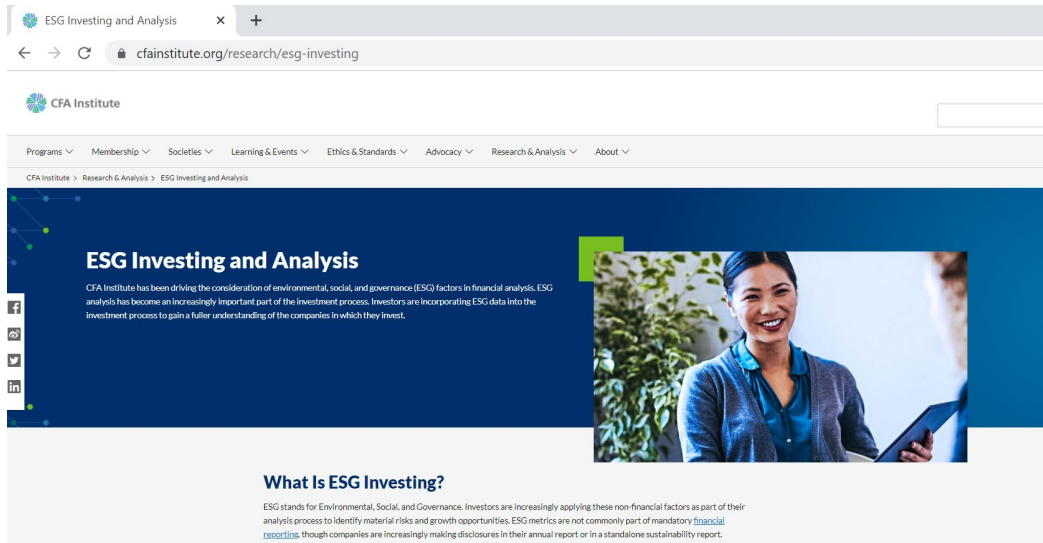 ESG Investing and Analysis
cfainstitute.org/research/esg-investing
CFA Institute
Programs Membership Societies Learning & Events Ethics & Standards Advocacy Research & Analysis About
CFA Institute > Research & Analysis > ESG Investing and Analysis
ESG Investing and Analysis
CFA Institute has been driving the consideration of environmental, social, and governance (ESG) factors in financial analysis. ESG
analysis has become an increasingly important part of the investment process. Investors are incorporating ESG data into the
investment process to gain a fuller understanding of the companies in which they invest.
What Is ESG Investing?
ESG stands for Environmental, Social, and Governance. Investors are increasingly applying these non-financial factors as part of their
analysis process to identify material risks and growth opportunities. ESG metrics are not commonly part of mandatory financial
reporting, though companies are increasingly making disclosures in their annual report or in a standalone sustainability report.